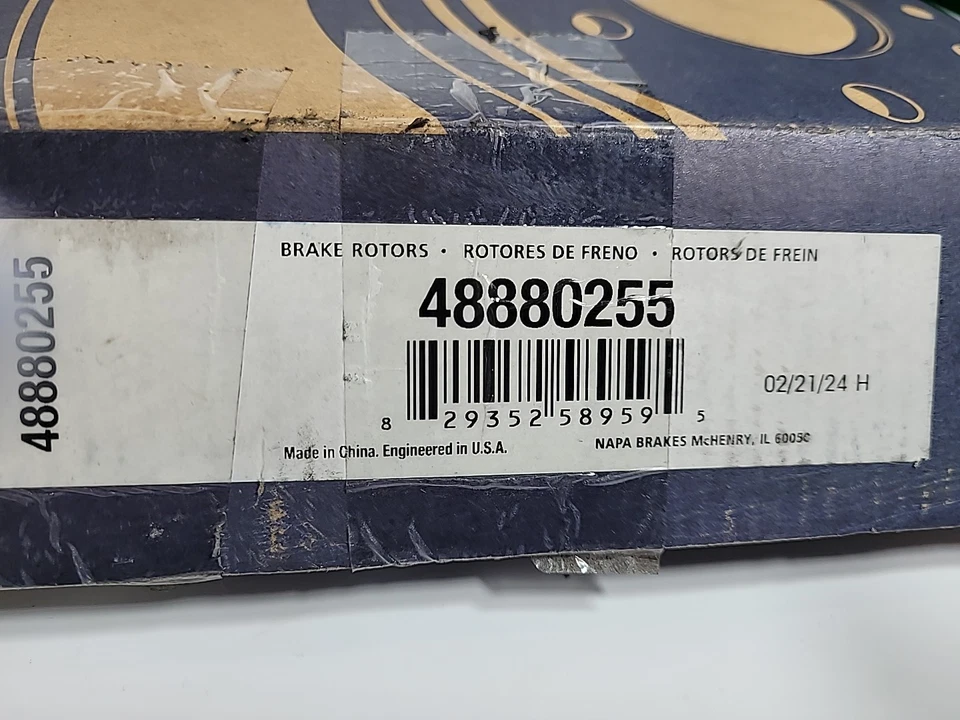 48880255
BRAKE ROTORS · ROTORES DE FRENO · ROTORS DE FREIN
48880255
02/21/24 H
8 29352 58959 5
Made in China. Engineered in U.S.A.
NAPA BRAKES McHENRY, IL